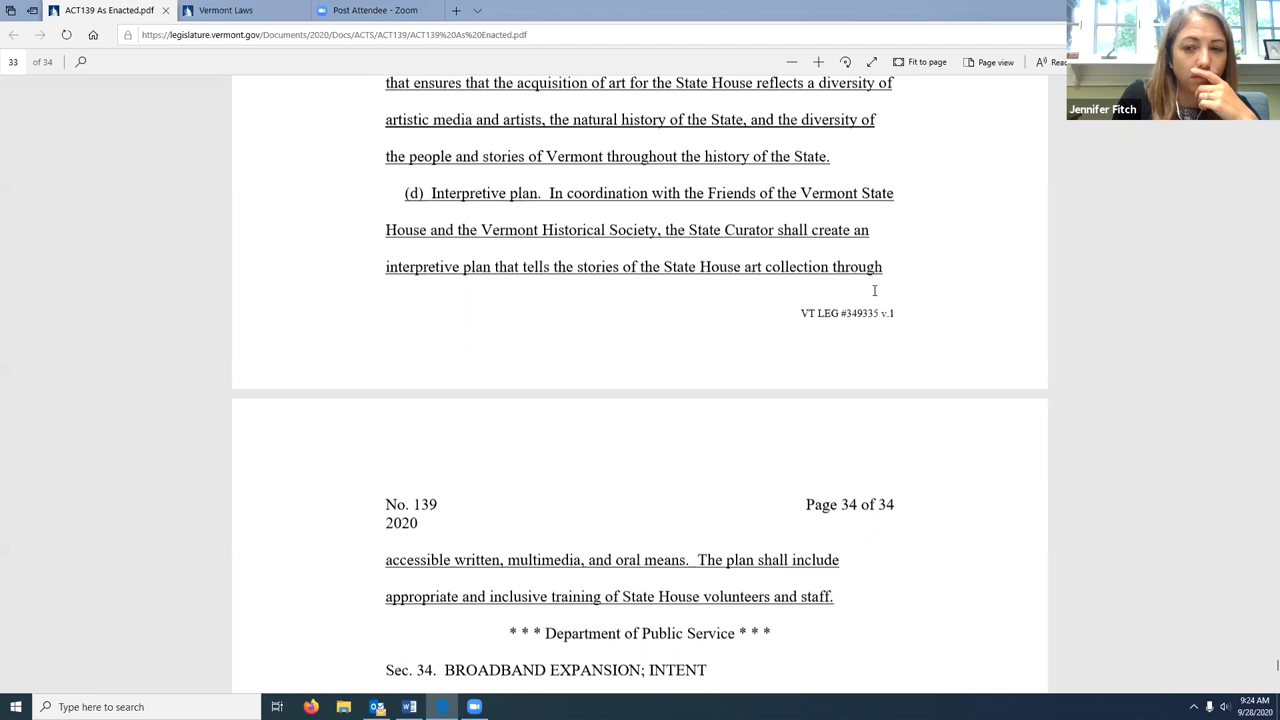 ACT139 As Enacted.pdf
Vermont Laws
Post Attendee - Zoom
https://legislature.vermont.gov/Documents/2020/Docs/ACTS/ACT139/ACT139%20As%20Enacted.pdf
33 of 34
Fit to page
Page view
Reac
Jennifer Fitch
that ensures that the acquisition of art for the State House reflects a diversity of
artistic media and artists, the natural history of the State, and the diversity of
the people and stories of Vermont throughout the history of the State.
(d) Interpretive plan. In coordination with the Friends of the Vermont State
House and the Vermont Historical Society, the State Curator shall create an
interpretive plan that tells the stories of the State House art collection through
VT LEG #349335 v.1
No. 139 Page 34 of 34
2020
accessible written, multimedia, and oral means. The plan shall include
appropriate and inclusive training of State House volunteers and staff.
* * * Department of Public Service * * *
Sec. 34. BROADBAND EXPANSION; INTENT
Type here to search
9:24 AM
9/28/2020